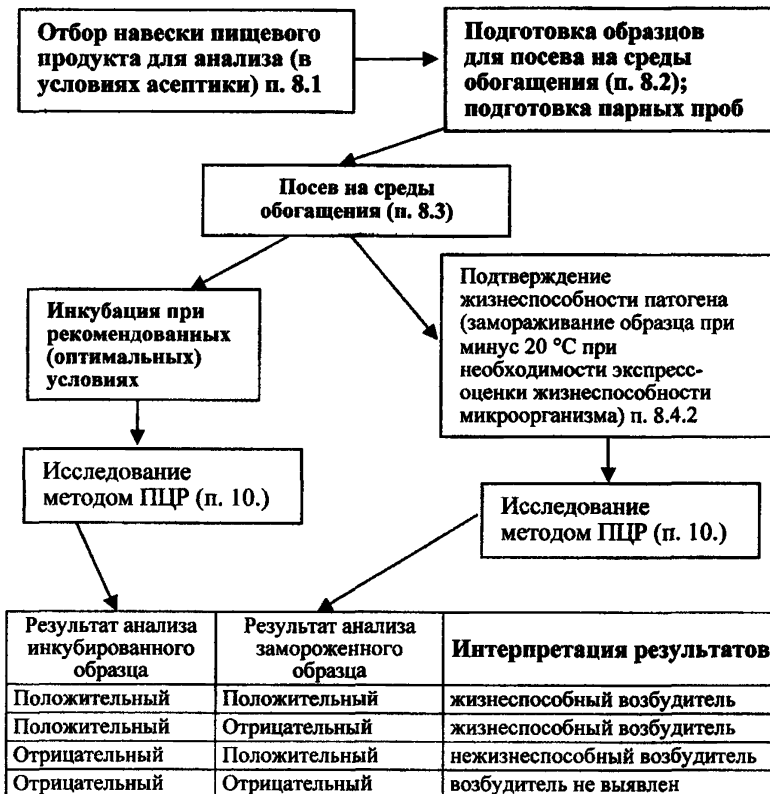 Отбор навески пищевого
продукта для анализа (в
условиях асептики) п. 8.1
Подготовка образцов
для посева на среды
обогащения (п. 8.2);
подготовка парных проб
Посев на среды
обогащения (п. 8.3)
Инкубация при
рекомендованных
(оптимальных)
условиях
Подтверждение
жизнеспособности патогена
(замораживание образца при
минус 20 °С при
необходимости экспресс-
оценки жизнеспособности
микроорганизма) п. 8.4.2
Исследование
методом ПЦР (п. 10.)
Исследование
методом ПЦР (п. 10.)
Результат анализа
инкубированного
образца
Результат анализа
замороженного
образца
Интерпретация результатов
Положительный Положительный жизнеспособный возбудитель
Положительный Отрицательный жизнеспособный возбудитель
Отрицательный Положительный нежизнеспособный возбудитель
Отрицательный Отрицательный возбудитель не выявлен